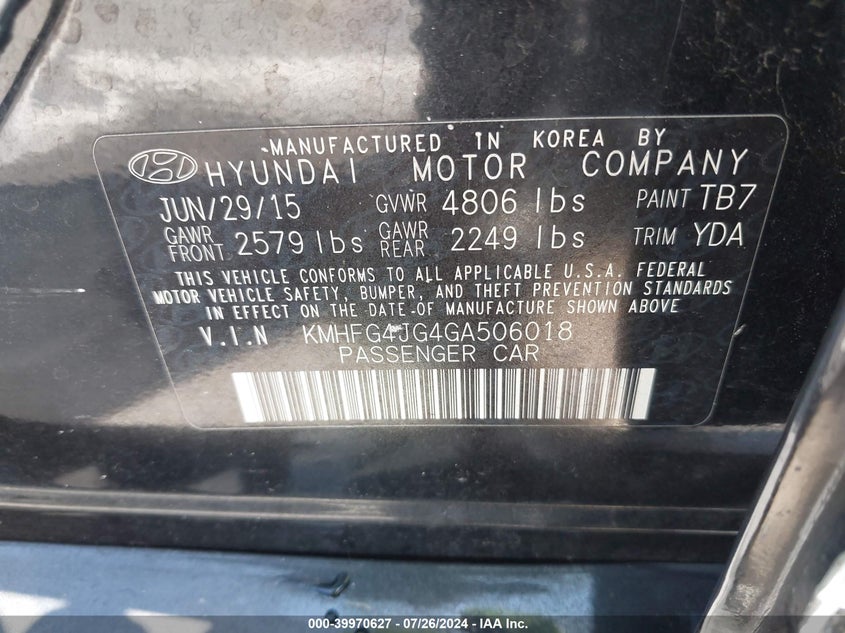 MANUFACTURED IN KOREA BY
HYUNDAI MOTOR COMPANY
JUN/29/15 GVWR 4806 lbs PAINT TB7
GAWR FRONT 2579 lbs GAWR REAR 2249 lbs TRIM YDA
THIS VEHICLE CONFORMS TO ALL APPLICABLE U.S.A. FEDERAL
MOTOR VEHICLE SAFETY, BUMPER, AND THEFT PREVENTION STANDARDS
IN EFFECT ON THE DATE OF MANUFACTURE SHOWN ABOVE
V.I.N KMHFG4JG4GA506018
PASSENGER CAR
000-39970627 - 07/26/2024 - IAA Inc.